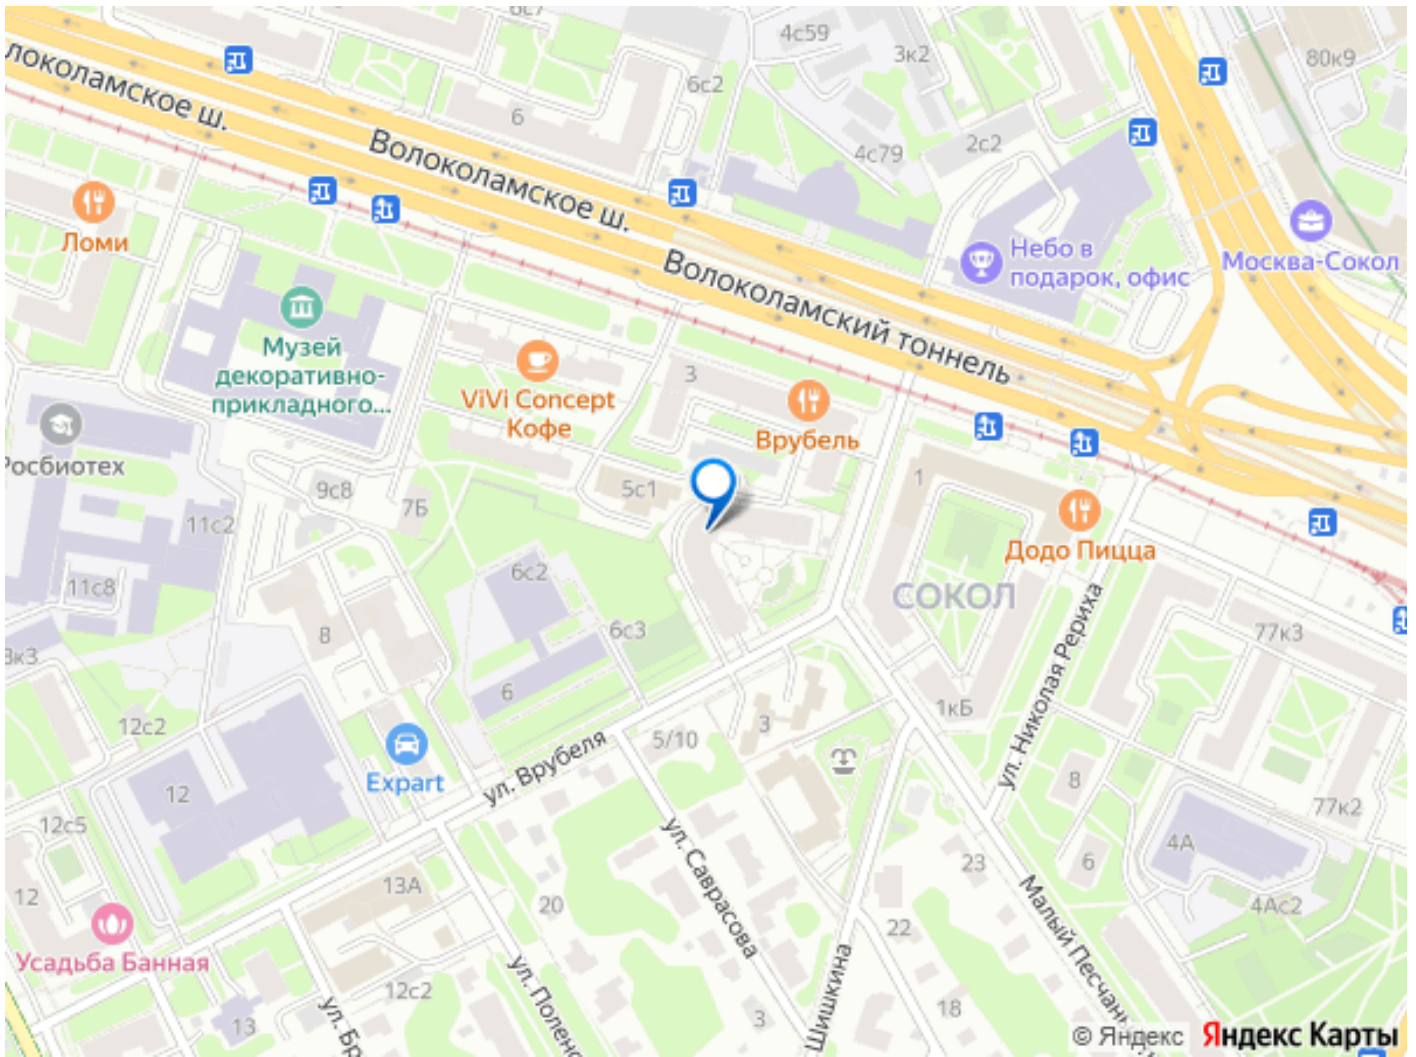 6с7
4с59
3к2
80к9
6с2
локоламское ш.
6
Волоколамское ш.
4с79
2с2
Ломи
Небо в
подарок, офис
Москва-Сокол
Волоколамский тоннель
Музей
декоративно-
прикладного...
ViVi Concept
Кофе
3
Врубель
Росбиотех
9с8
7Б
5с1
1
11с2
Додо Пицца
11с8
6с2
СОКОЛ
8
6с3
77к3
ул. Николая Рериха
6
1кБ
12с2
5/10
3
Expart
ул. Врубеля
8
12
77к2
12с5
ул. Саврасова
4А
23
6
13А
12
20
Малый Песчан
4Ас2
22
Усадьба Банная
ул. Поленс
Шишкина
12с2
18
13
3
© Яндекс Яндекс Карты